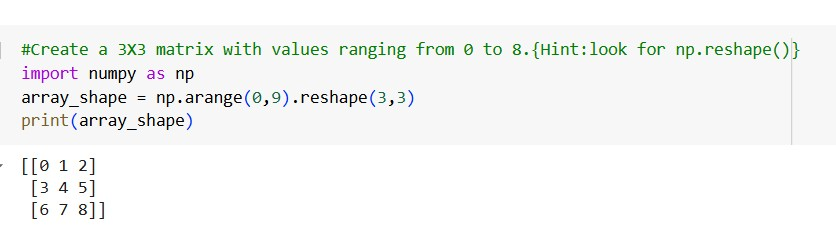 #Create a 3X3 matrix with values ranging from 0 to 8.{Hint:look for np.reshape()}
import numpy as np
array_shape = np.arange(0,9).reshape(3,3)
print(array_shape)
[[0 1 2]
 [3 4 5]
 [6 7 8]]